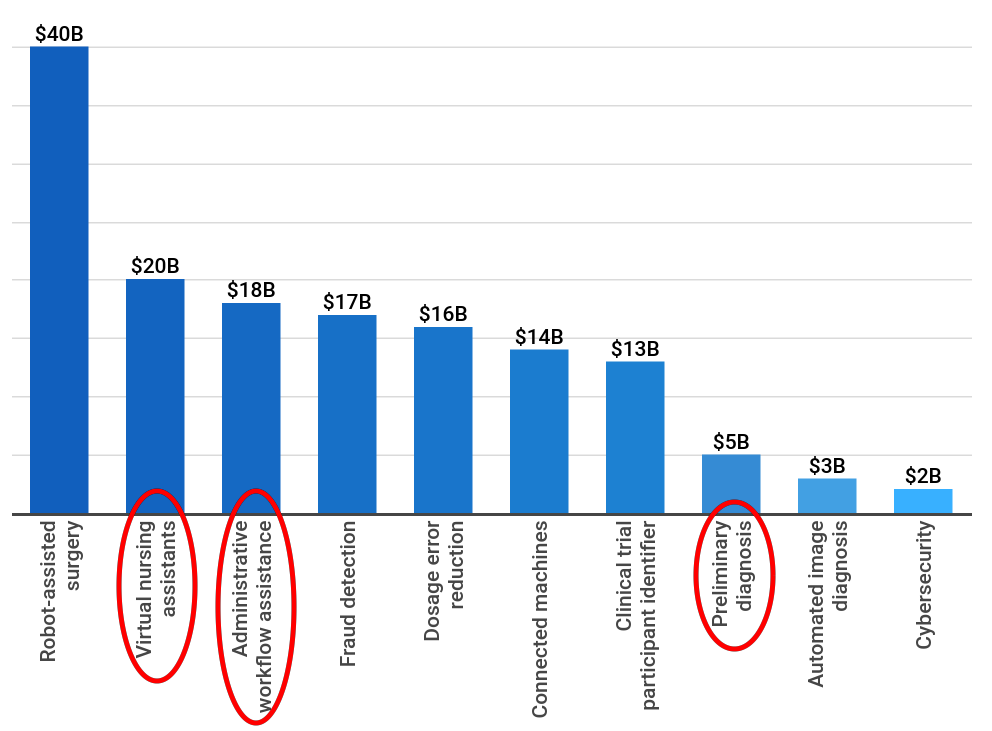 $40B
$20B
$18B
$17B
$16B
$14B
$13B
$5B
$3B
$2B
Robot-assisted
surgery
Virtual nursing
assistants
Administrative
workflow assistance
Fraud detection
Dosage error
reduction
Connected machines
Clinical trial
participant identifier
Preliminary
diagnosis
Automated image
diagnosis
Cybersecurity